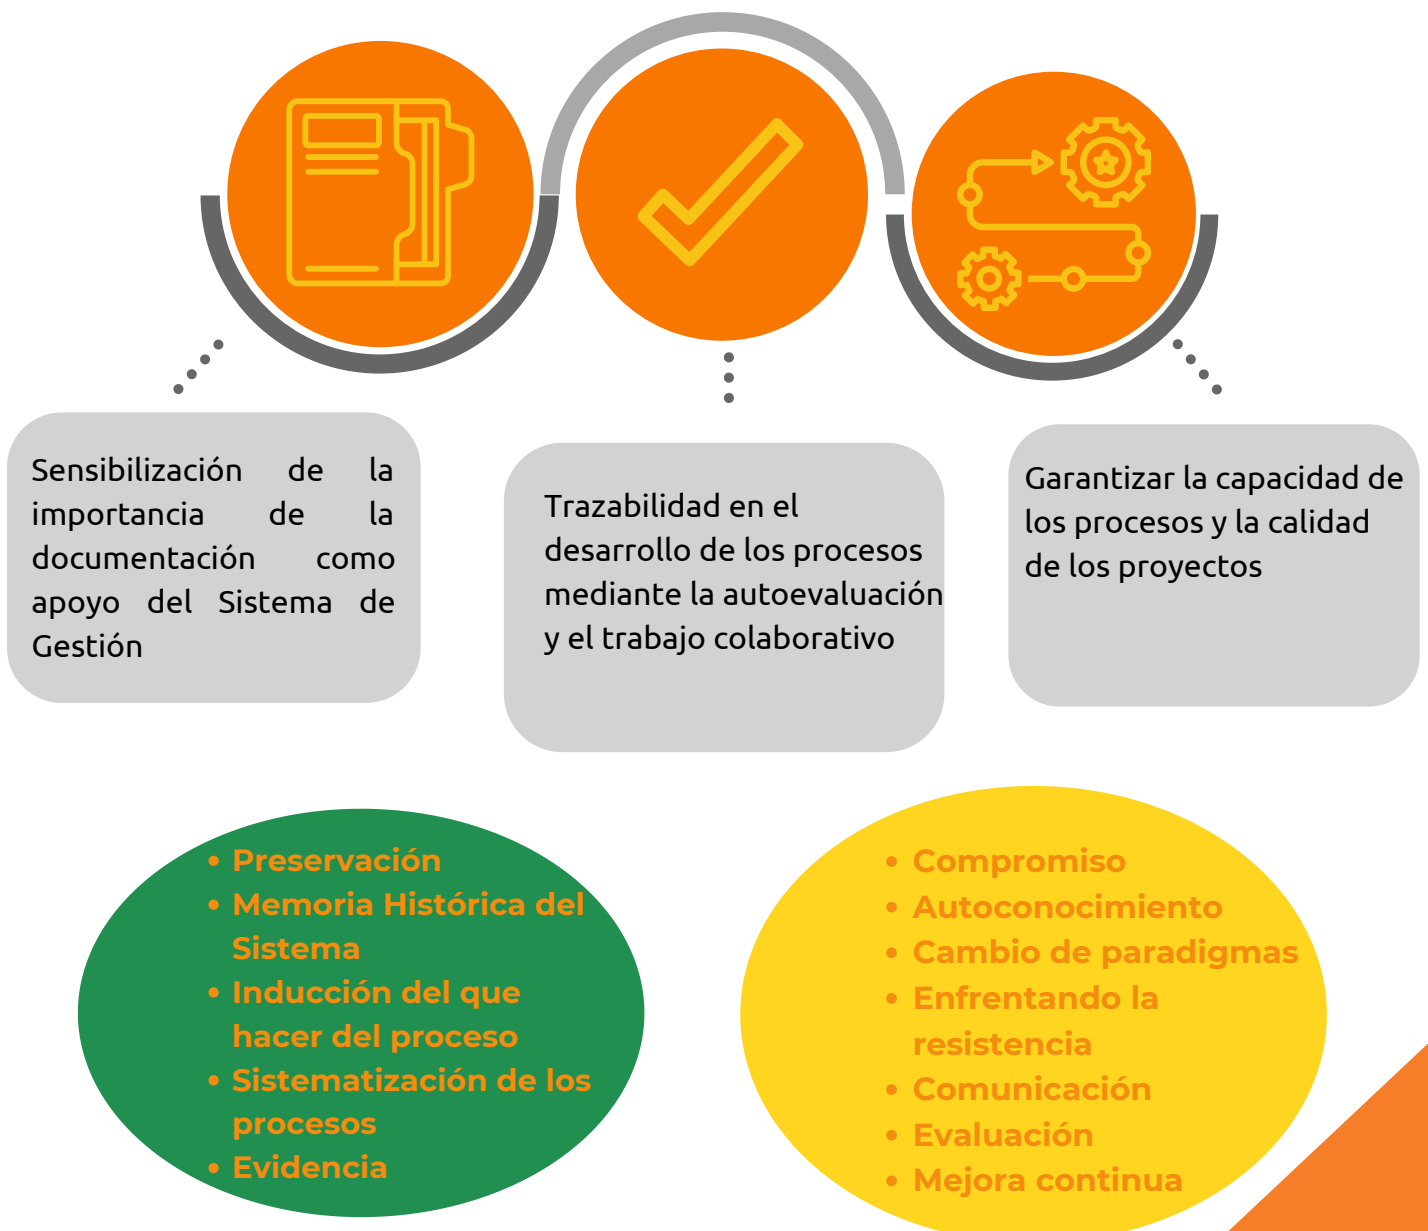 Sensibilización de la
importancia de la
documentación como
apoyo del Sistema de
Gestión
Trazabilidad en el
desarrollo de los procesos
mediante la autoevaluación
y el trabajo colaborativo
Garantizar la capacidad de
los procesos y la calidad
de los proyectos
• Preservación
• Memoria Histórica del
Sistema
• Inducción del que
hacer del proceso
• Sistematización de los
procesos
• Evidencia
• Compromiso
• Autoconocimiento
• Cambio de paradigmas
• Enfrentando la
resistencia
• Comunicación
• Evaluación
• Mejora continua